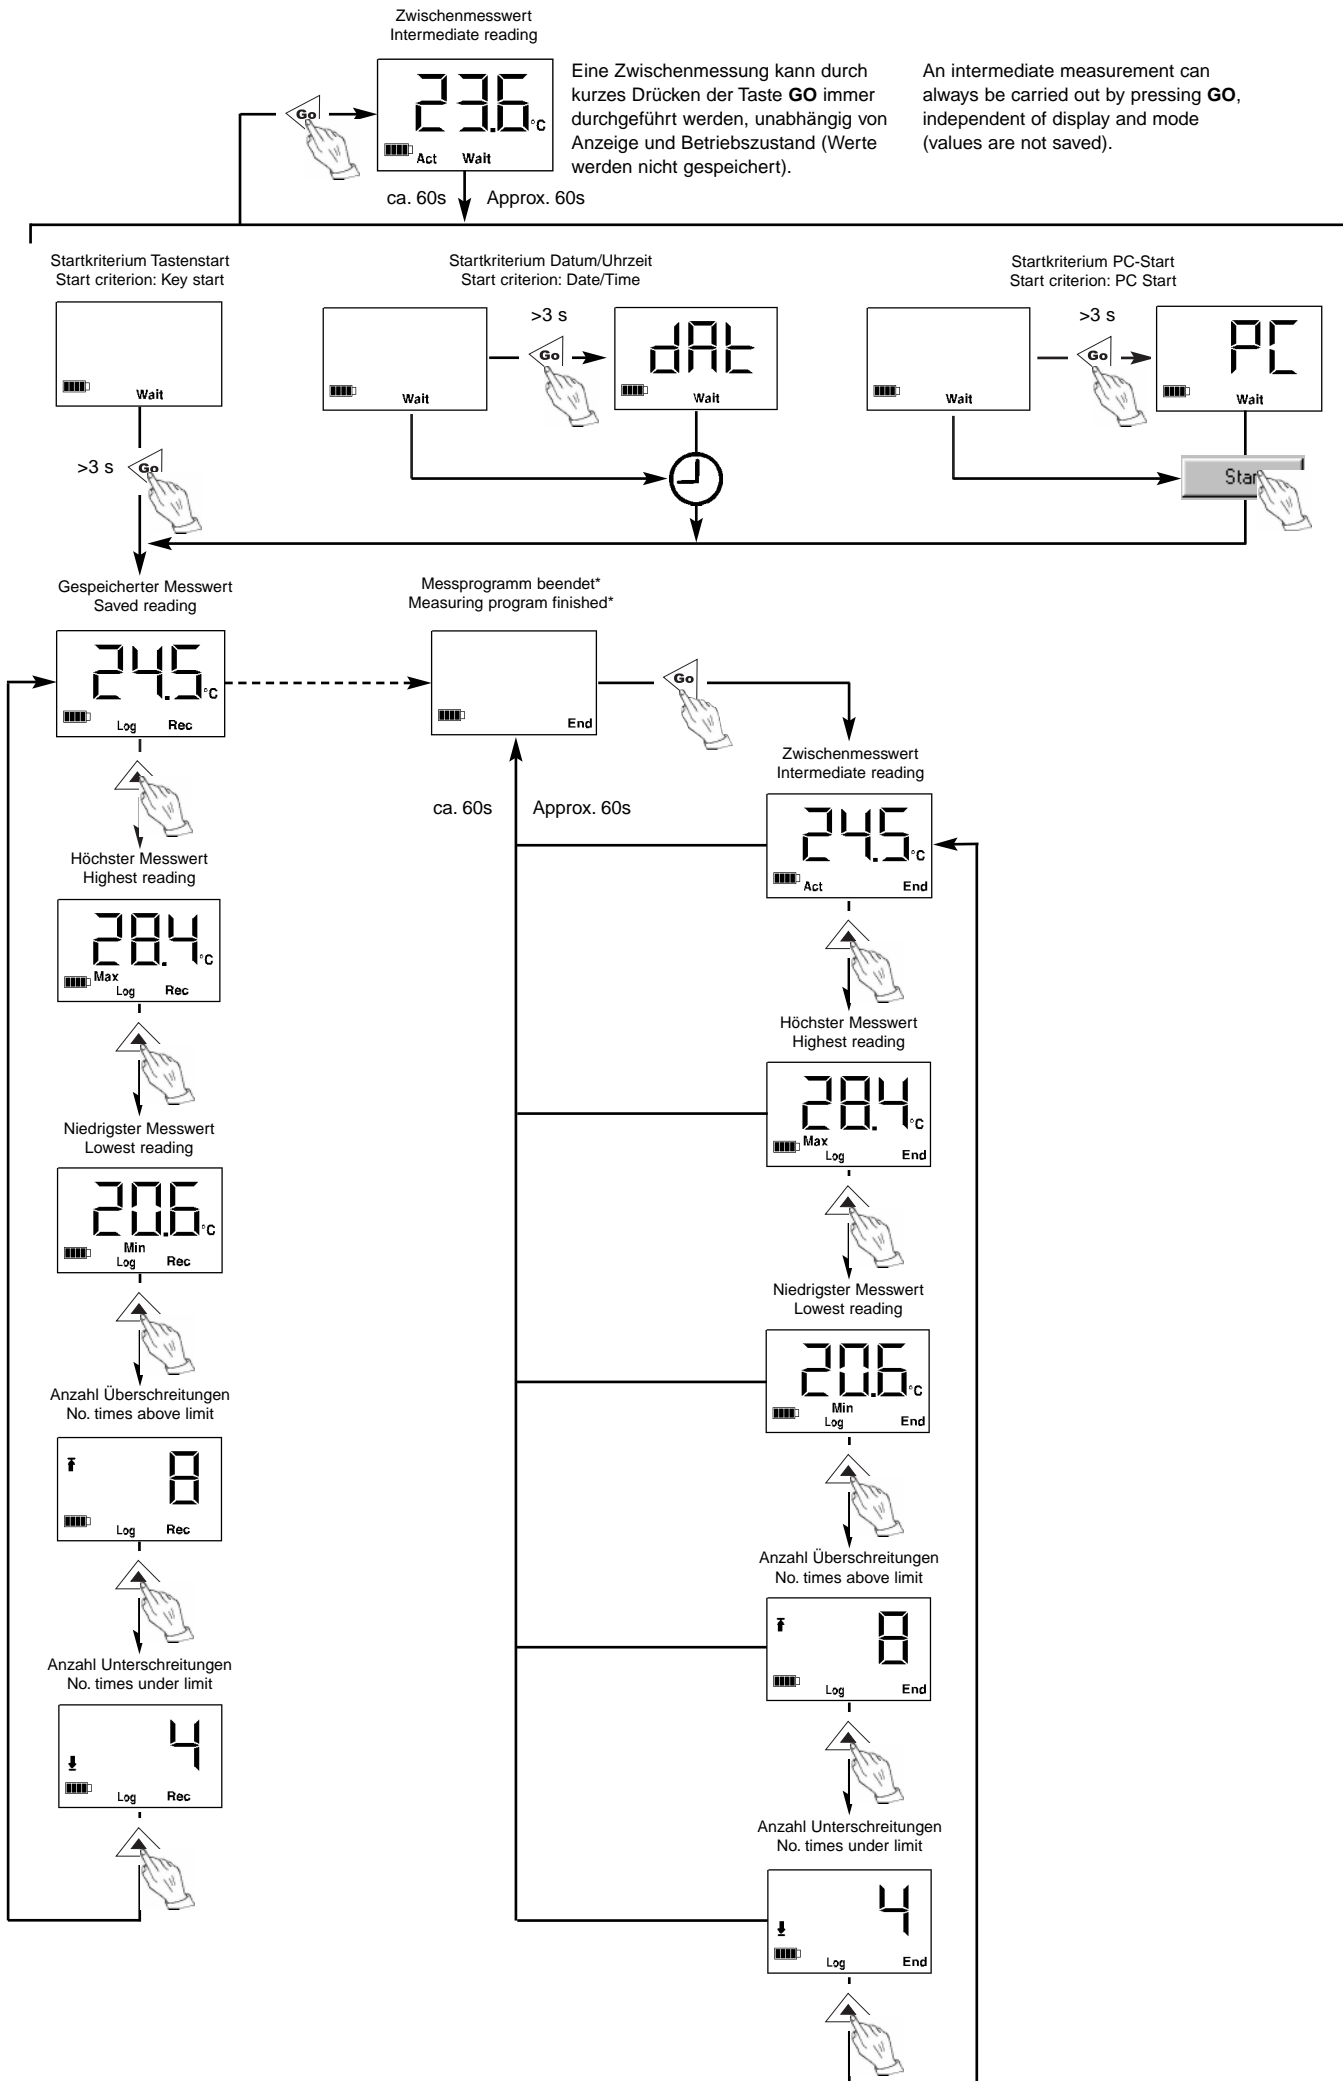 Zwischenmesswert
Intermediate reading
Go
23.6 °C
Act Wait
Eine Zwischenmessung kann durch
kurzes Drücken der Taste GO immer
durchgeführt werden, unabhängig von
Anzeige und Betriebszustand (Werte
werden nicht gespeichert).
An intermediate measurement can
always be carried out by pressing GO,
independent of display and mode
(values are not saved).
ca. 60s Approx. 60s
Startkriterium Tastenstart
Start criterion: Key start
Wait
>3 s Go
Startkriterium Datum/Uhrzeit
Start criterion: Date/Time
Wait
>3 s
Go
dAt
Wait
Startkriterium PC-Start
Start criterion: PC Start
Wait
>3 s
Go
PC
Wait
Star
Gespeicherter Messwert
Saved reading
24.5 °C
Log Rec
Messprogramm beendet*
Measuring program finished*
End
Go
Höchster Messwert
Highest reading
28.4 °C
Max
Log Rec
Niedrigster Messwert
Lowest reading
20.6 °C
Min
Log Rec
Anzahl Überschreitungen
No. times above limit
8
Log Rec
Anzahl Unterschreitungen
No. times under limit
4
Log Rec
ca. 60s Approx. 60s
Zwischenmesswert
Intermediate reading
24.5 °C
Act End
Höchster Messwert
Highest reading
28.4 °C
Max
Log End
Niedrigster Messwert
Lowest reading
20.6 °C
Min
Log End
Anzahl Überschreitungen
No. times above limit
8
Log End
Anzahl Unterschreitungen
No. times under limit
4
Log End